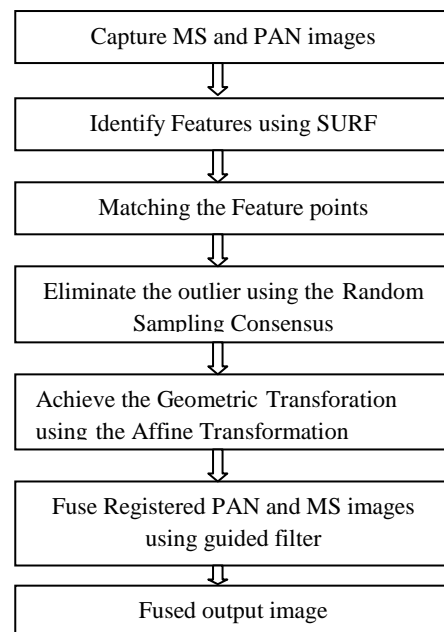 Capture MS and PAN images
Identify Features using SURF
Matching the Feature points
Eliminate the outlier using the Random
Sampling Consensus
Achieve the Geometric Transforation
using the Affine Transformation
Fuse Registered PAN and MS images
using guided filter
Fused output image